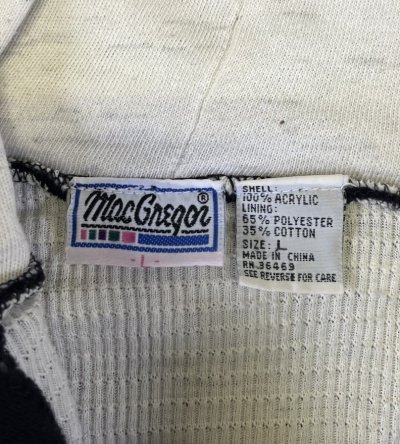 MacGregor®
L
SHELL:
100% ACRYLIC
LINING:
65% POLYESTER
35% COTTON
SIZE: L
MADE IN CHINA
RN 36469
SEE REVERSE FOR CARE